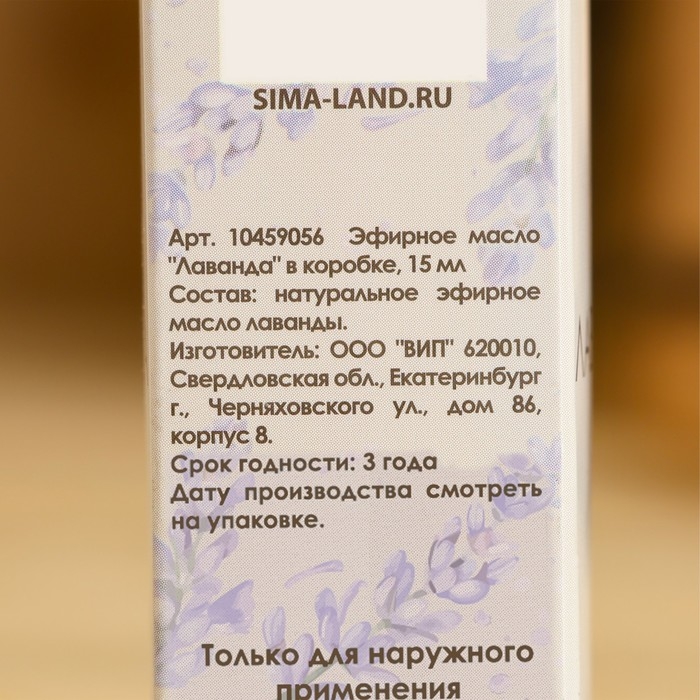 SIMA-LAND.RU
Арт. 10459056 Эфирное масло
"Лаванда" в коробке, 15 мл
Состав: натуральное эфирное
масло лаванды.
Изготовитель: ООО "ВИП" 620010,
Свердловская обл., Екатеринбург
г., Черняховского ул., дом 86,
корпус 8.
Срок годности: 3 года
Дату производства смотреть
на упаковке.
Только для наружного
применения